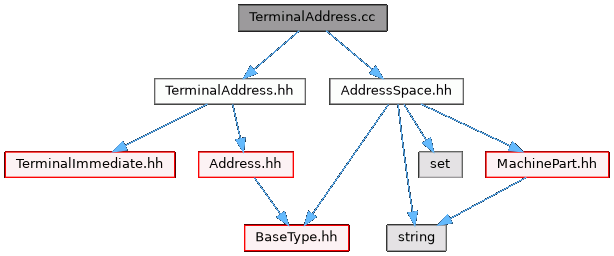 TerminalAddress.cc
TerminalAddress.hh
AddressSpace.hh
TerminalImmediate.hh
Address.hh
set
MachinePart.hh
BaseType.hh
string